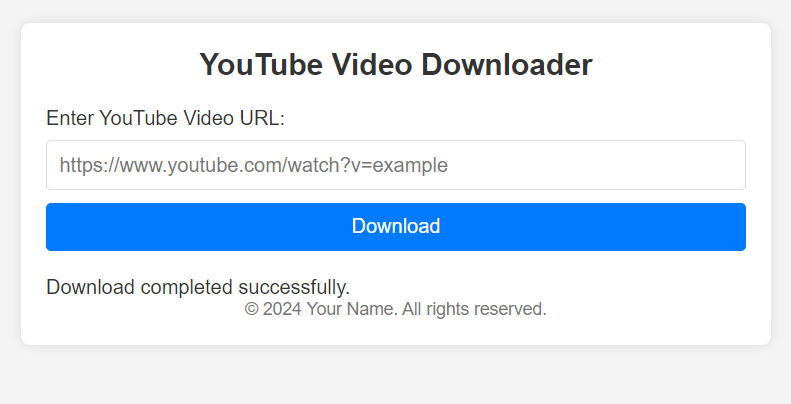 YouTube Video Downloader
Enter YouTube Video URL:
https://www.youtube.com/watch?v=example
Download
Download completed successfully.
© 2024 Your Name. All rights reserved.